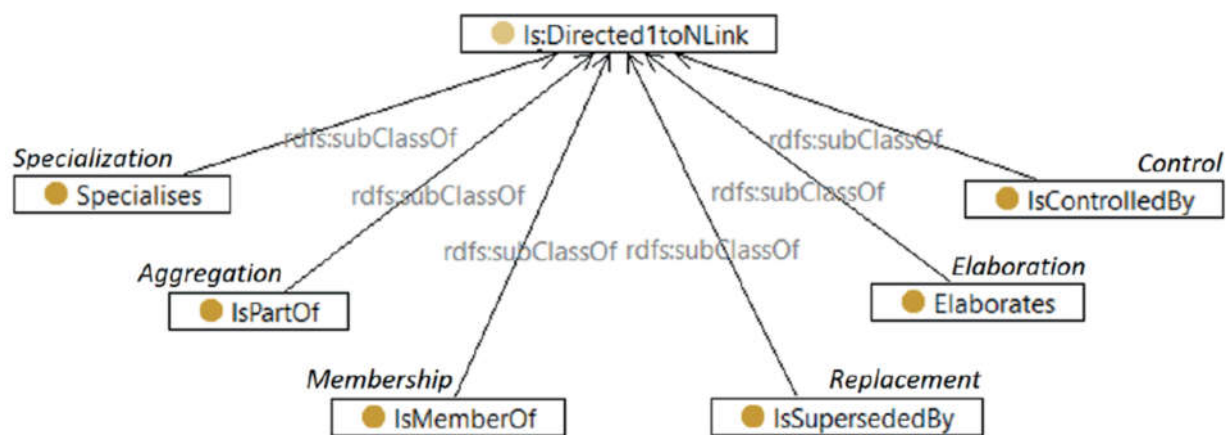 Is:Directed1toNLink
rdfs:subClassOf
rdfs:subClassOf
Specialization
Control
Specialises
rdfs:subClassOf
rdfs:subClassOf
IsControlledBy
rdfs:subClassOf
rdfs:subClassOf
Aggregation
Elaboration
IsPartOf
Elaborates
Membership
Replacement
IsMemberOf
IsSupersededBy